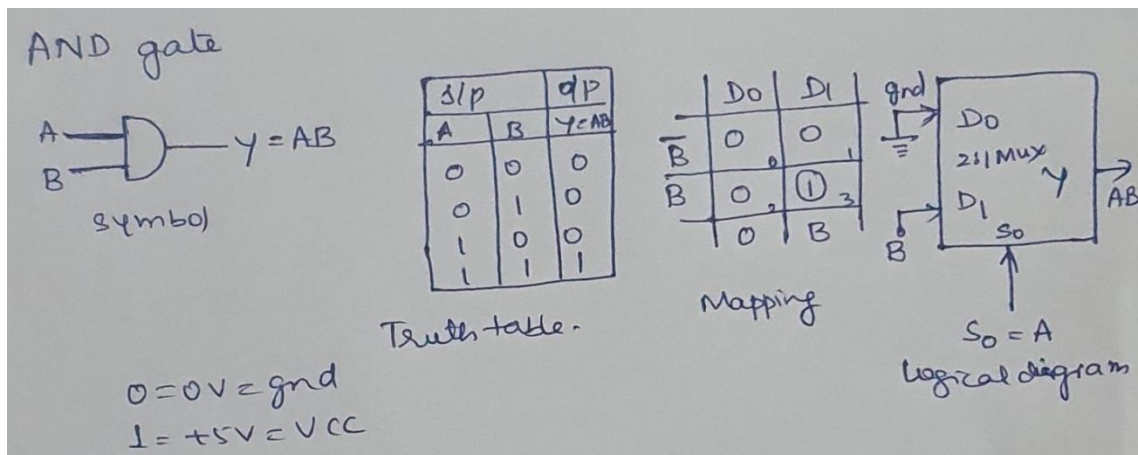 AND gate
A
B
Y = AB
symbol
I/p O/p
A B Y=AB
0 0 0
0 1 0
1 0 0
1 1 1
Truth table.
D0 D1
B̅ 0 0 0 1
B 0 2 1 3
0 B
Mapping
gnd
D0
2:1 MUX
Y
AB
D1
B
S0
S0 = A
Logical diagram
0 = 0V = gnd
1 = +5V = VCC